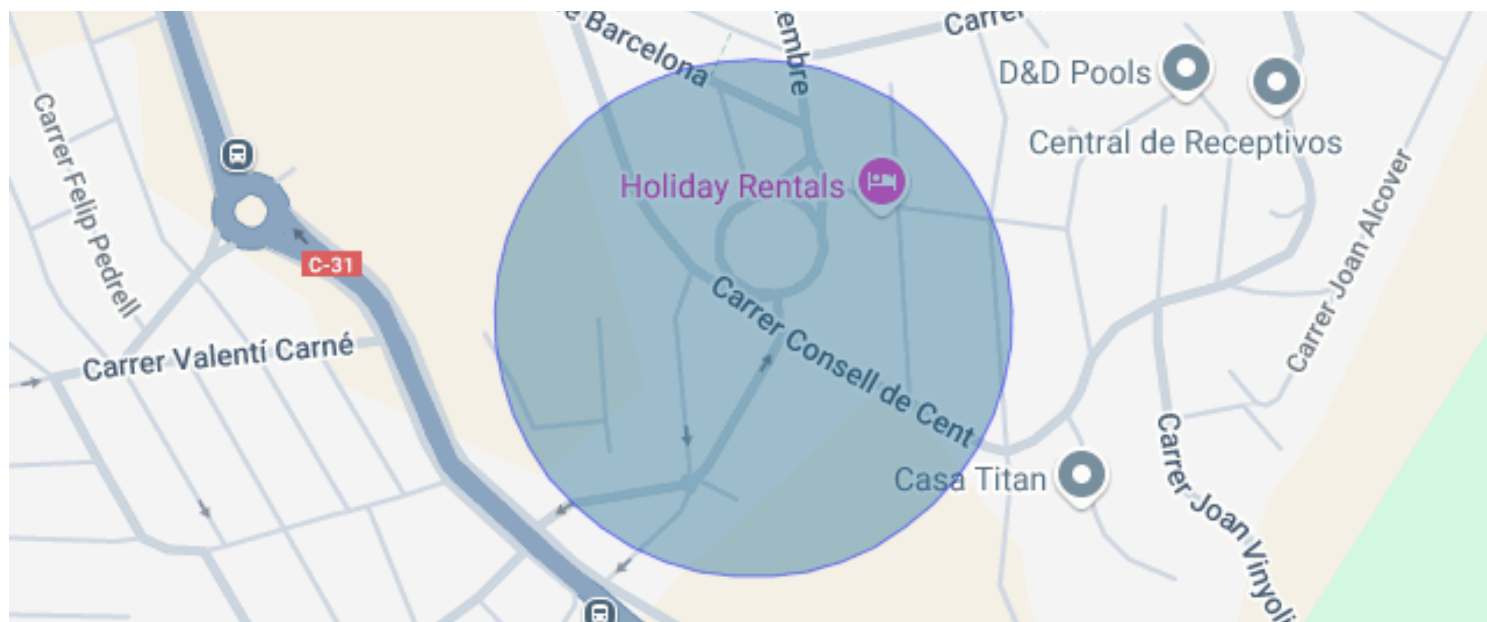 Barcelona
Carrer
D&D Pools
Central de Receptivos
Carrer Felip Pedrell
Holiday Rentals
Carrer Joan Alcover
C-31
Carrer Consell de Cent
Carrer Valentí Carné
Casa Titan
Carrer Joan Vinyoli